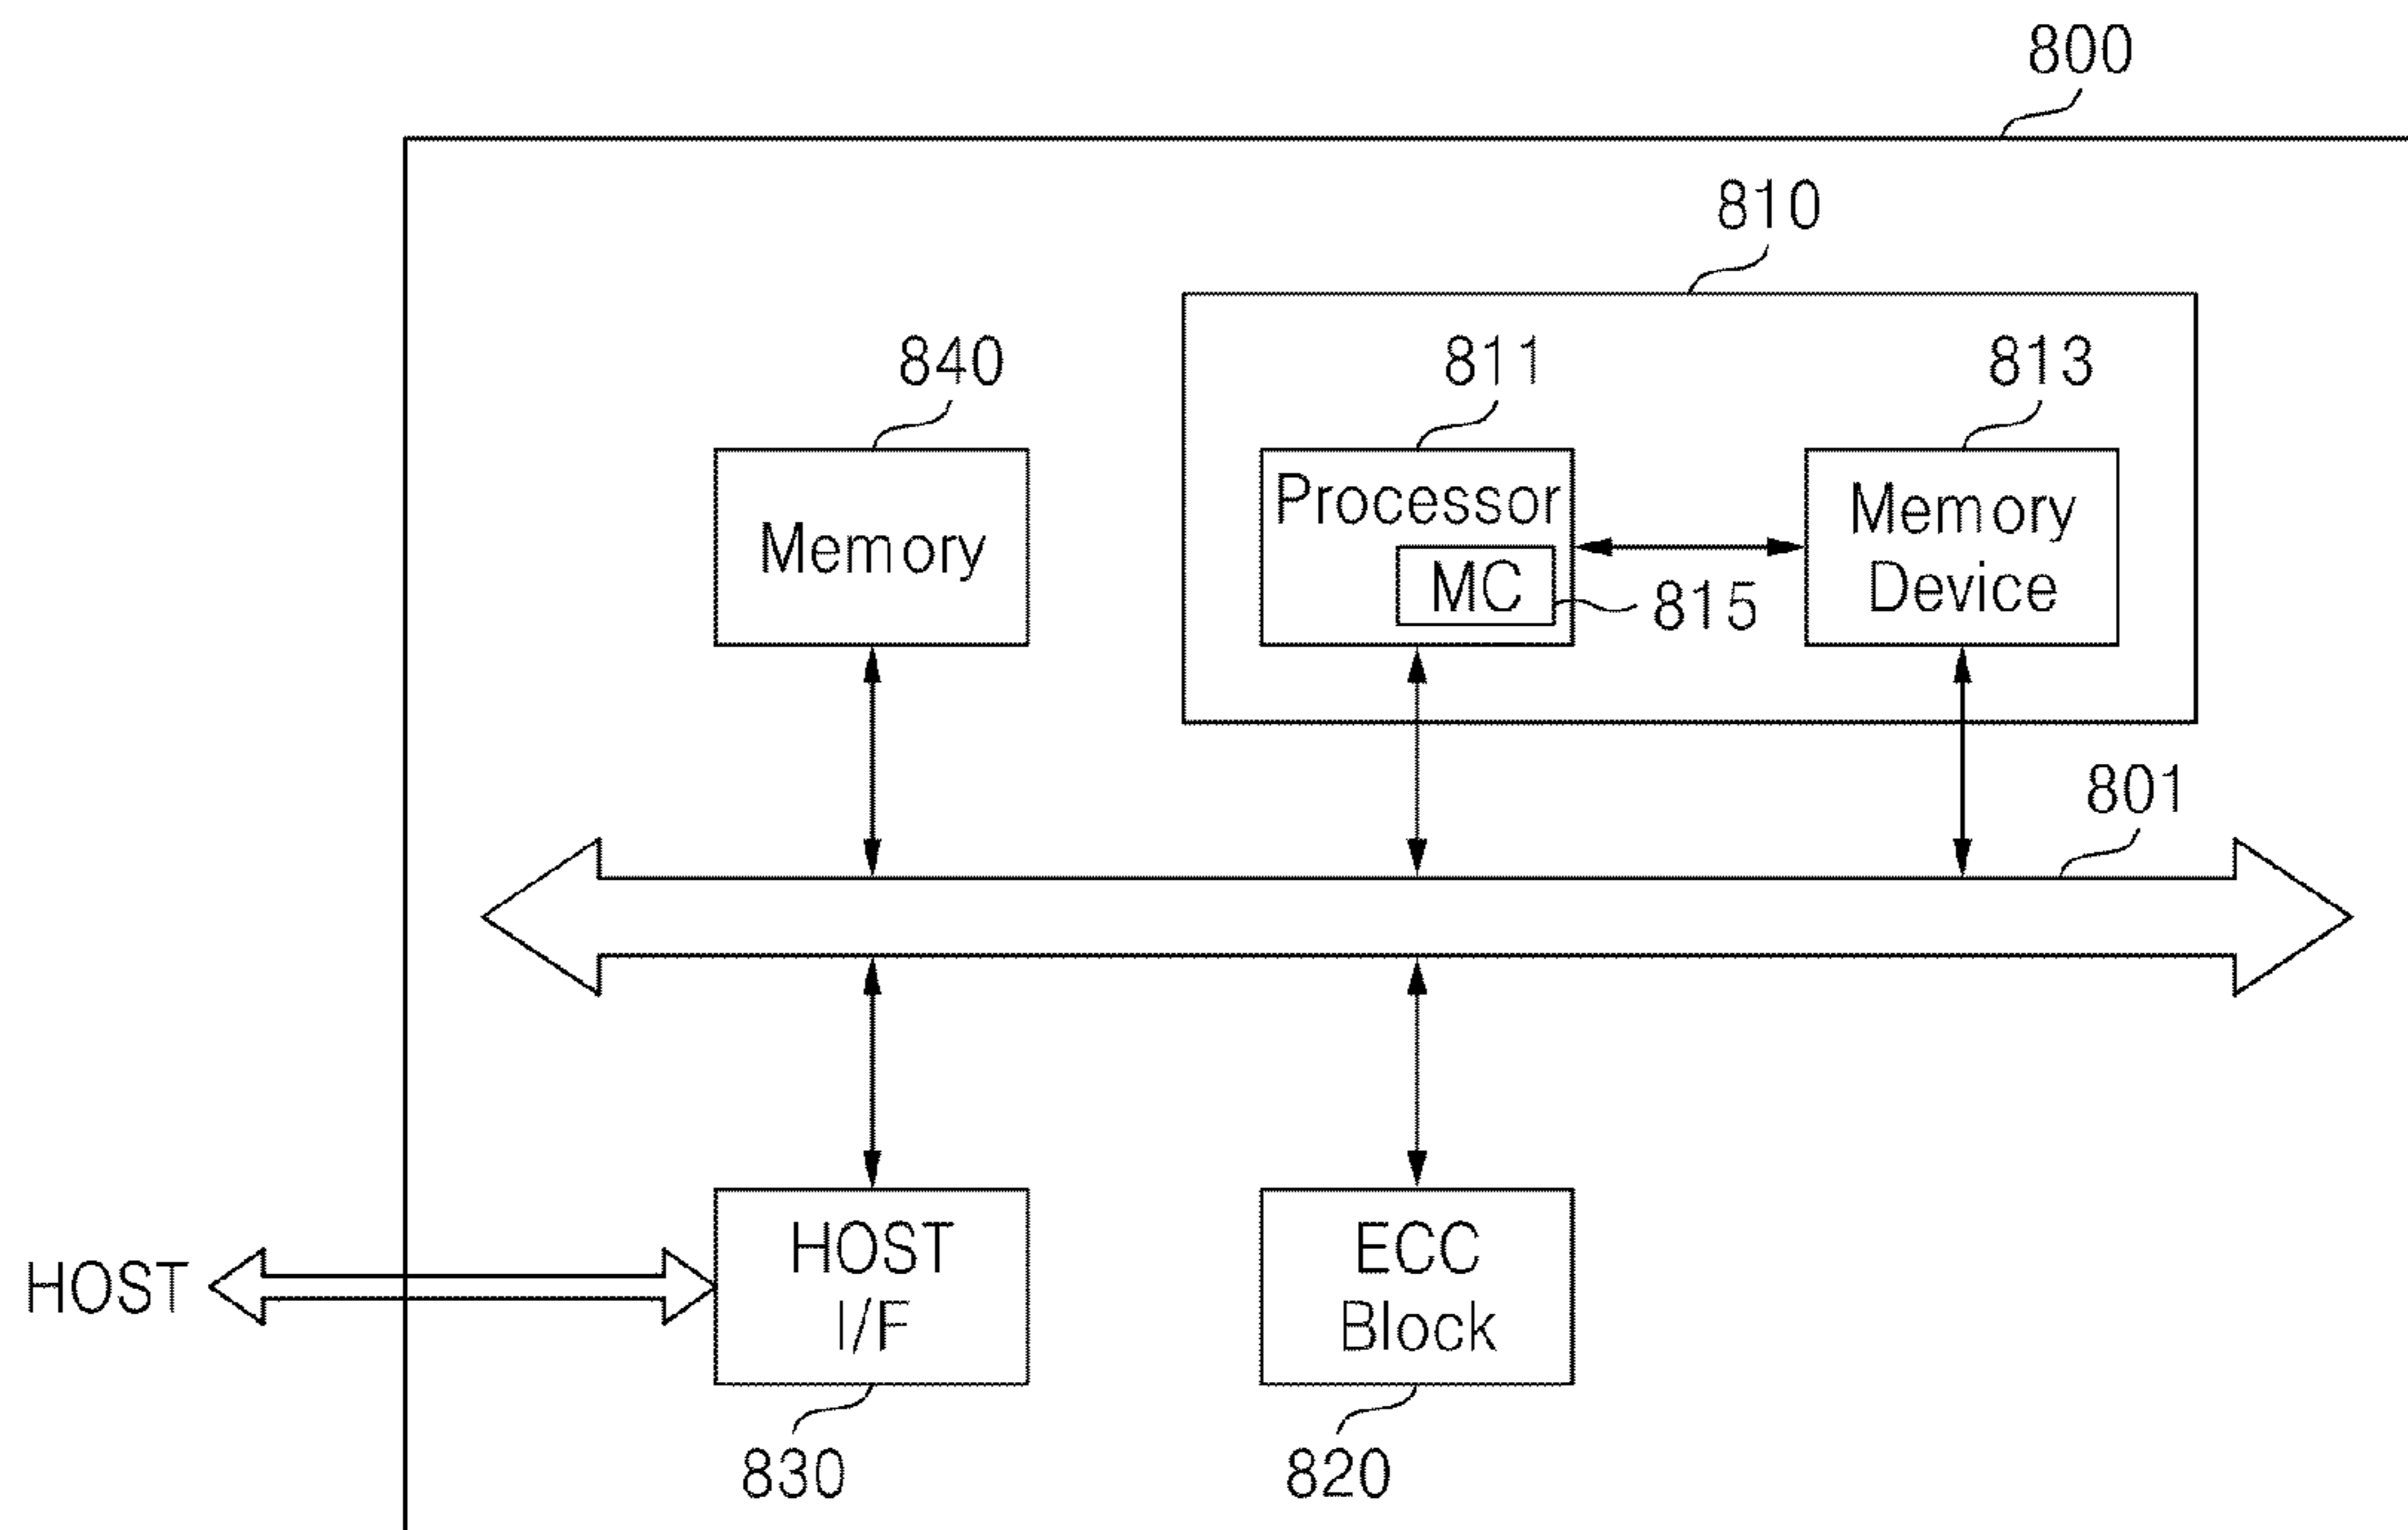 800
810
840
811
813
Memory
Processor
MC
815
Memory
Device
801
HOST
HOST
I/F
ECC
Block
830
820